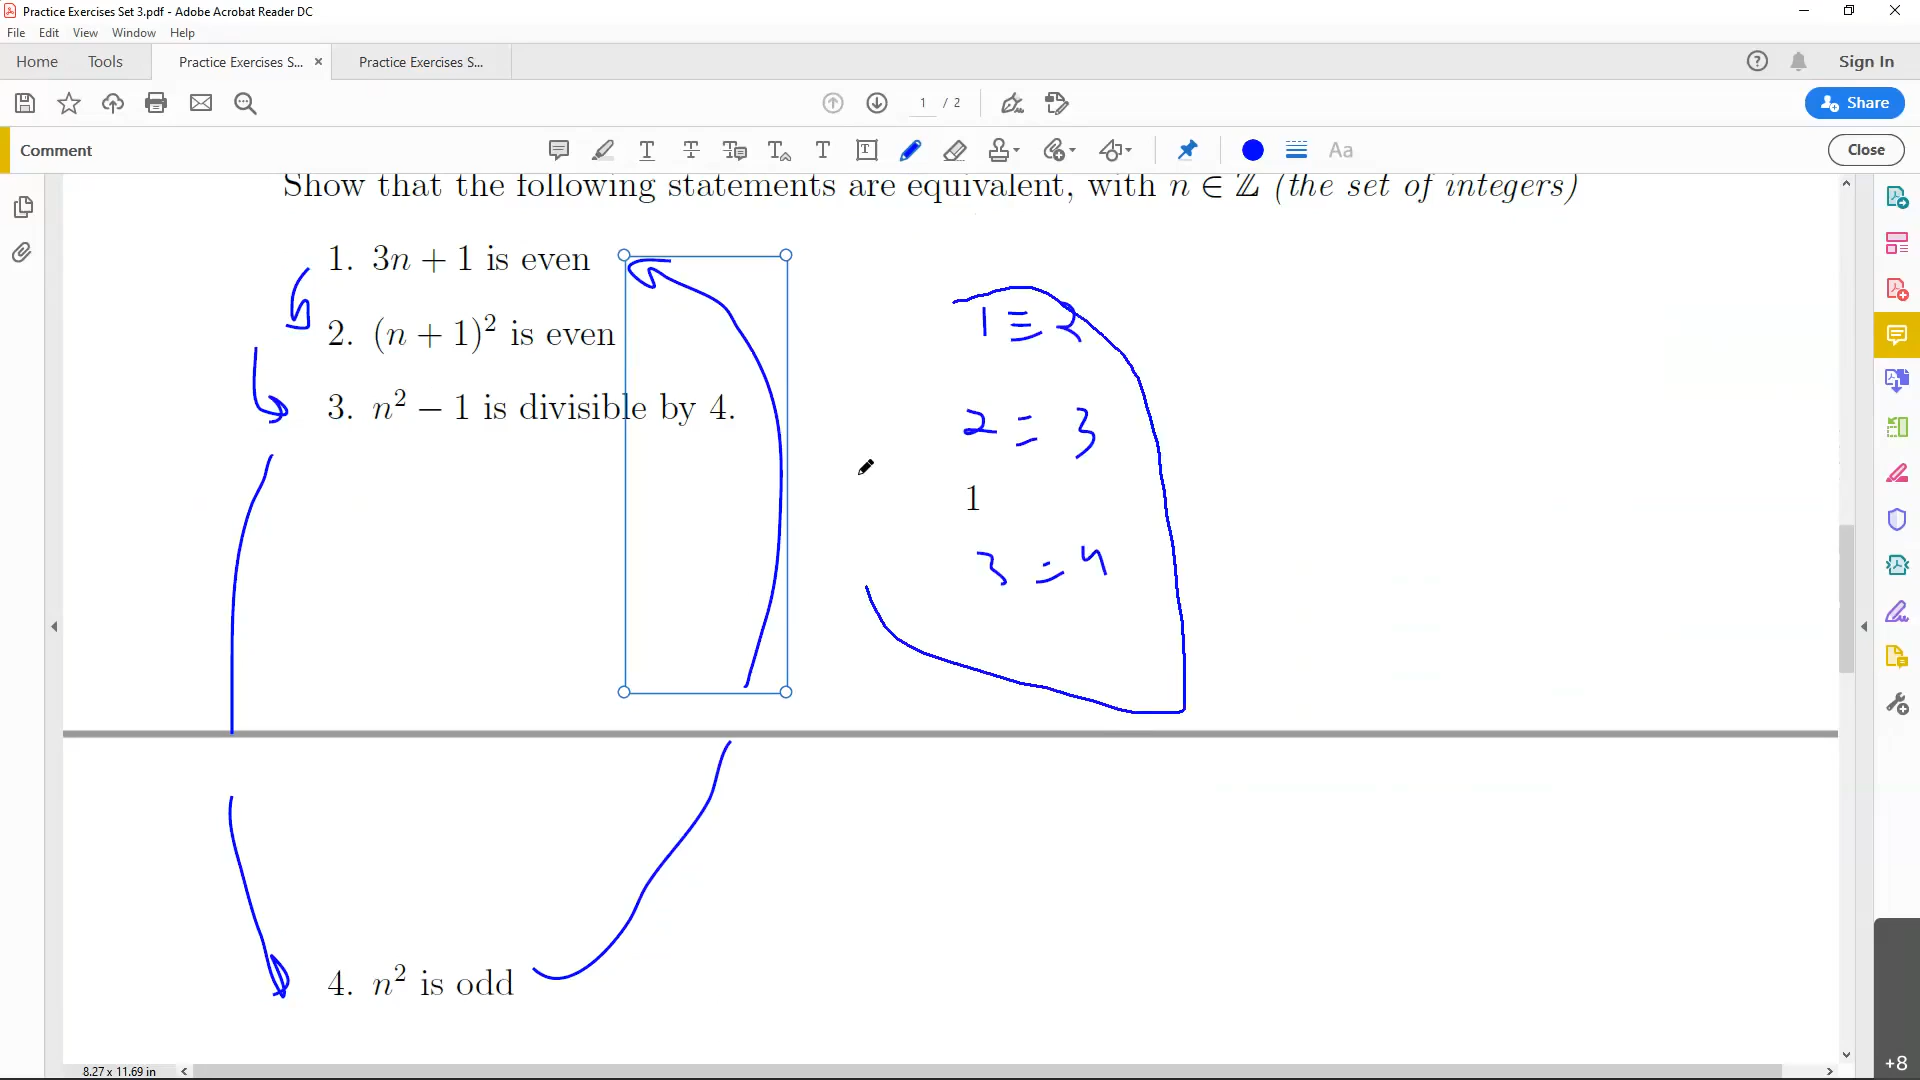 Practice Exercises Set 3.pdf - Adobe Acrobat Reader DC
File Edit View Window Help
Home Tools Practice Exercises S... × Practice Exercises S... Sign In
1 / 2 Share
Comment Aa Close
Show that the following statements are equivalent, with n ∈ ℤ (the set of integers)
1. 3n + 1 is even
1 ≡ 2
2. (n + 1)² is even
3. n² − 1 is divisible by 4.
2 = 3
1
3 = 4
4. n² is odd
8.27 x 11.69 in
+8